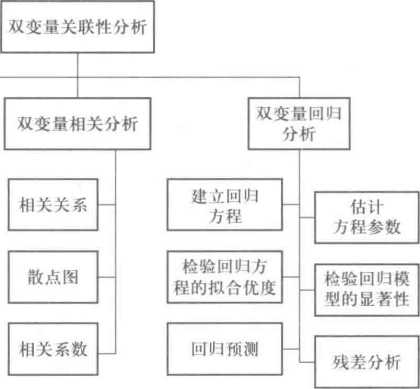 双变量关联性分析
双变量相关分析
双变量回归
分析
相关关系
建立回归
方程
估计
方程参数
散点图
检验回归方
程的拟合优度
检验回归模
型的显著性
相关系数
回归预测
残差分析